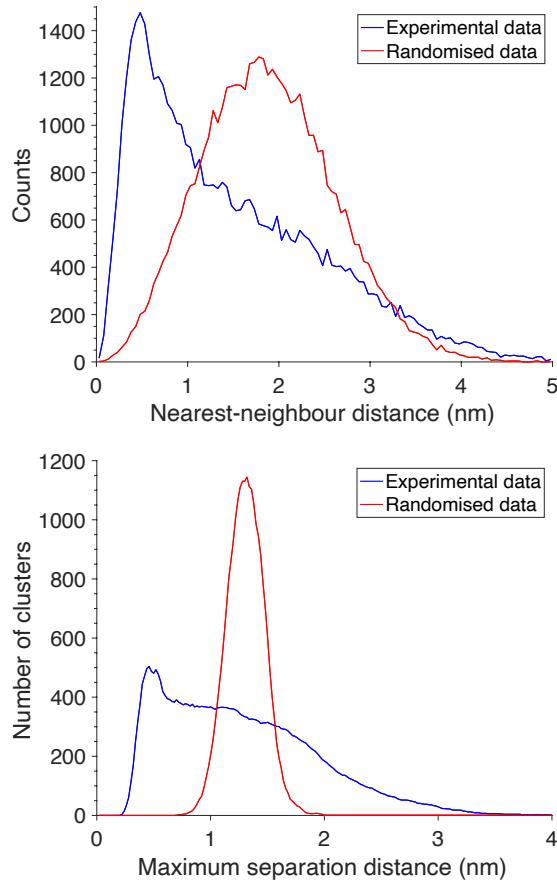 Experimental data
Randomised data
1400
1200
1000
800
600
400
200
0
Counts
0 1 2 3 4 5
Nearest-neighbour distance (nm)
Experimental data
Randomised data
1200
1000
800
600
400
200
0
Number of clusters
0 1 2 3 4
Maximum separation distance (nm)